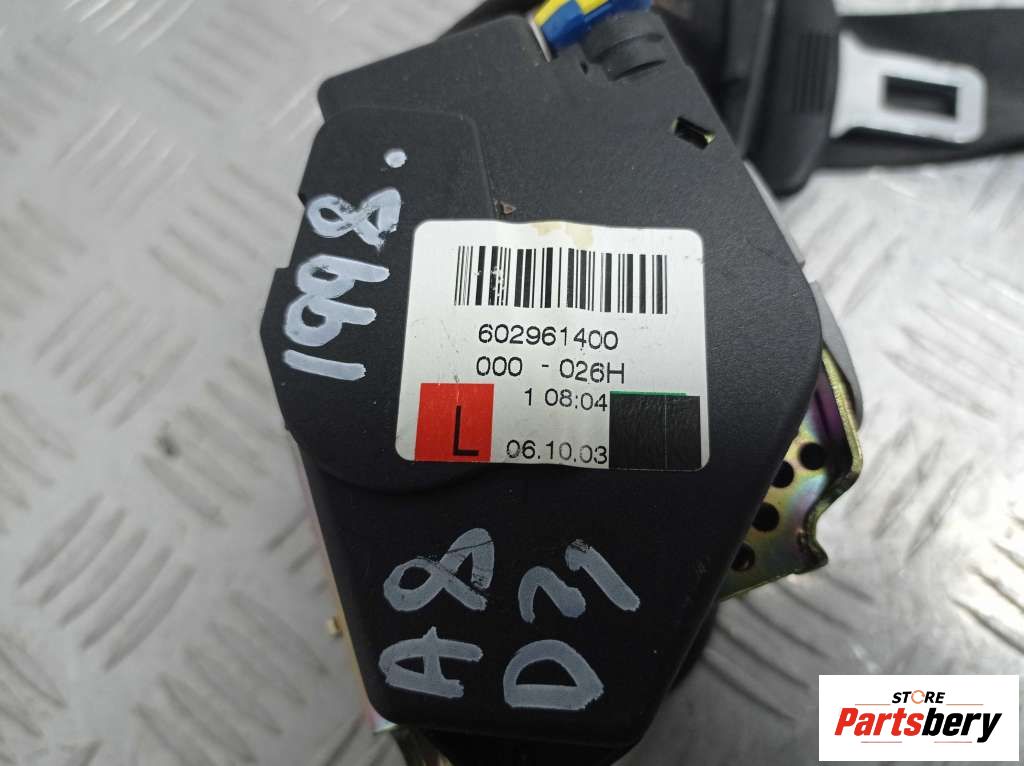 602961400
000 - 026H
1 08:04
L
06.10.03
1998.
A8
D31
STORE
Partsbery